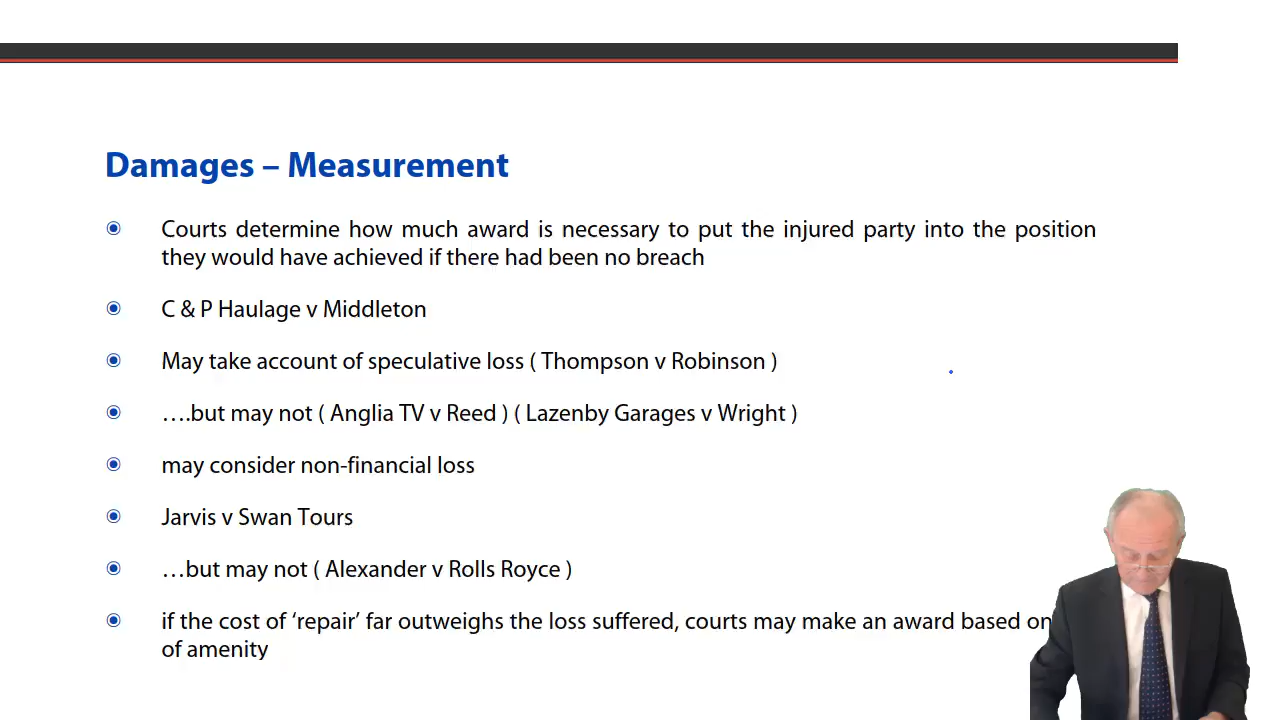 Damages – Measurement
Courts determine how much award is necessary to put the injured party into the position
they would have achieved if there had been no breach
C & P Haulage v Middleton
May take account of speculative loss ( Thompson v Robinson )
….but may not ( Anglia TV v Reed ) ( Lazenby Garages v Wright )
may consider non-financial loss
Jarvis v Swan Tours
…but may not ( Alexander v Rolls Royce )
if the cost of ‘repair’ far outweighs the loss suffered, courts may make an award based on
of amenity